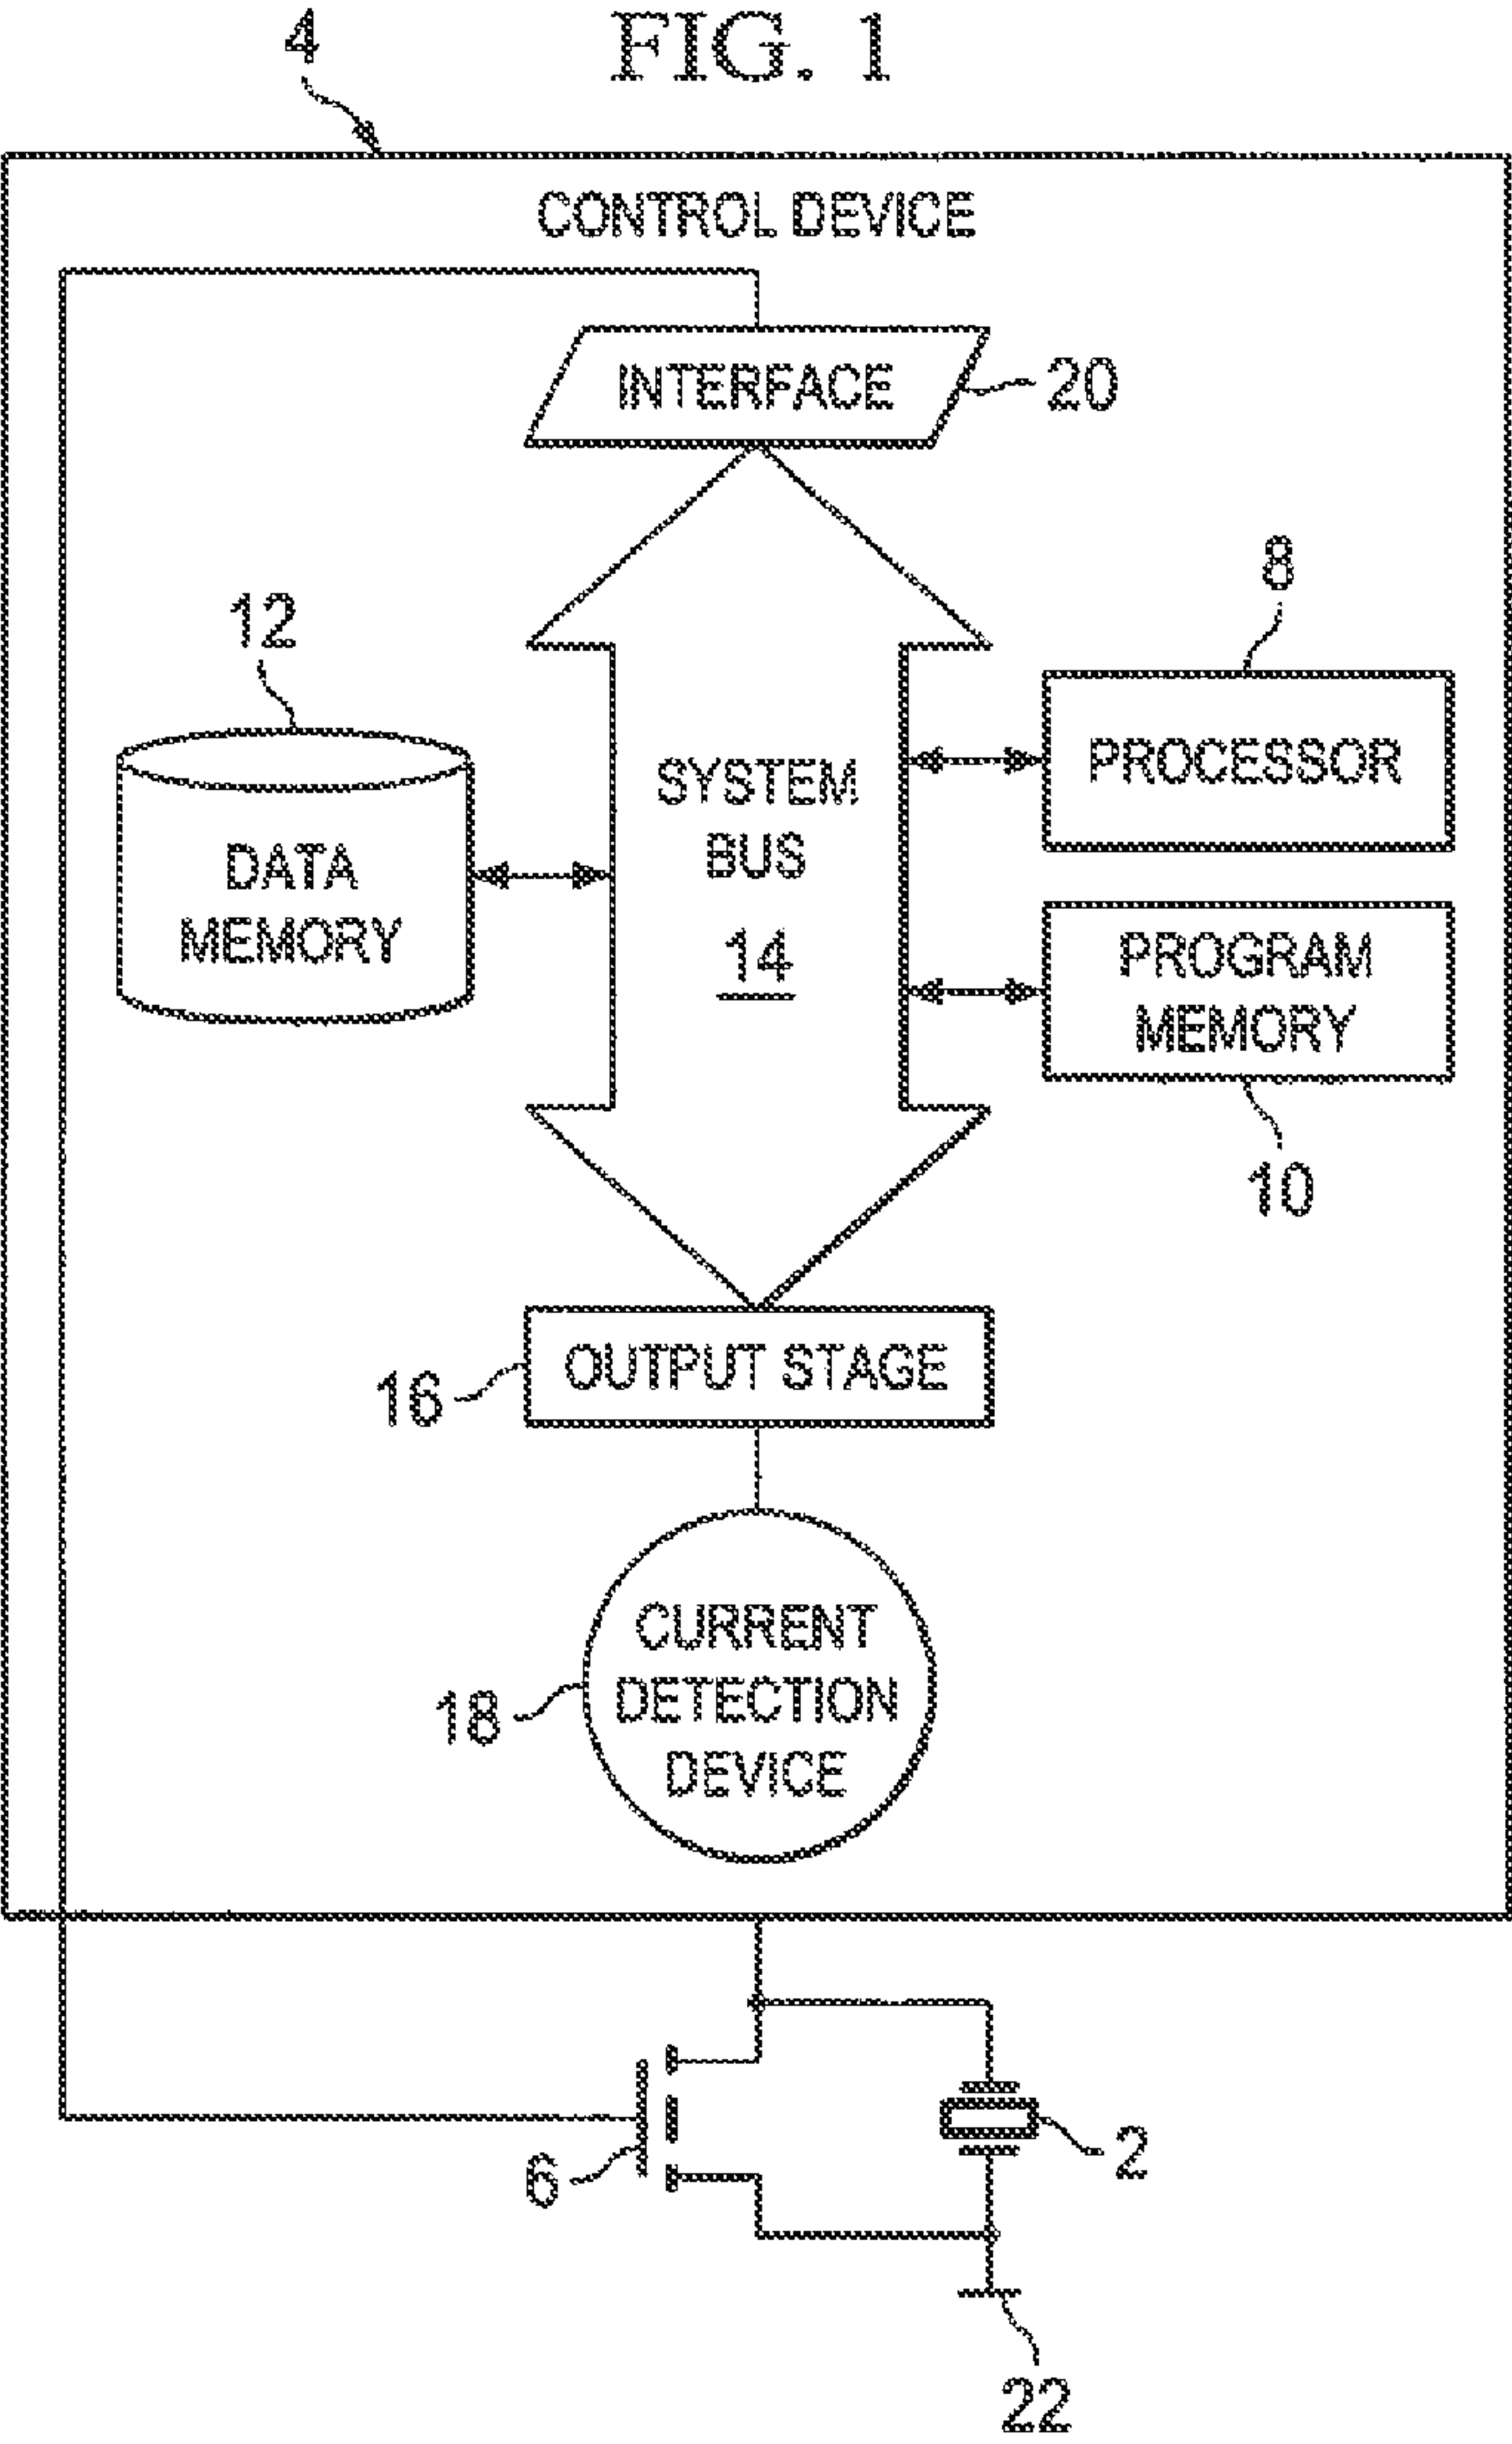 FIG. 1
4
CONTROL DEVICE
INTERFACE
20
8
12
PROCESSOR
SYSTEM
BUS
14
DATA
MEMORY
PROGRAM
MEMORY
10
OUTPUT STAGE
16
CURRENT
DETECTION
DEVICE
18
6
2
22